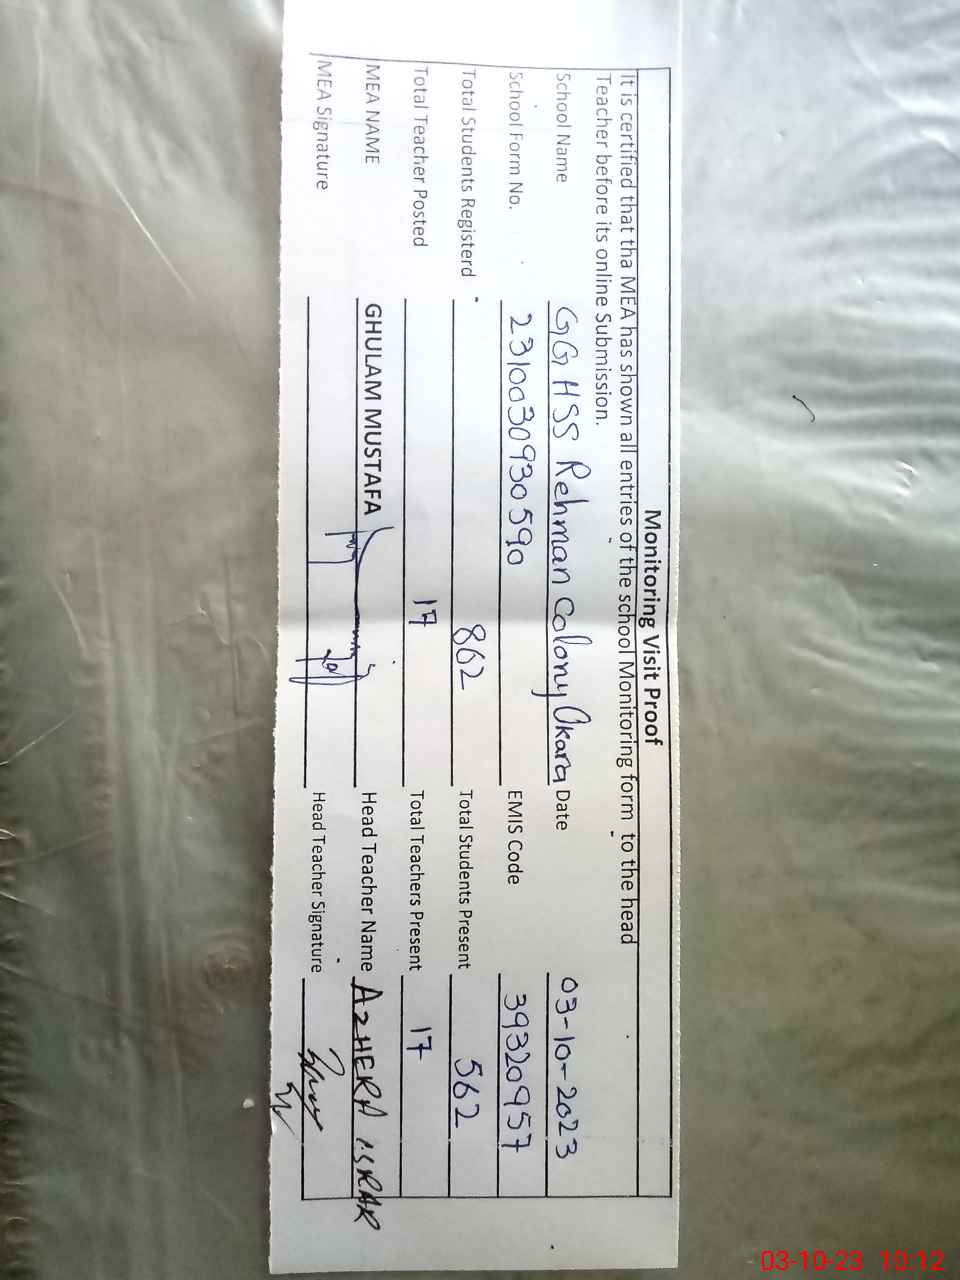 Monitoring Visit Proof
It is certified that tha MEA has shown all entries of the school Monitoring form to the head
Teacher before its online Submission.
School Name GGHSS Rehman Colony Okara Date 03-10-2023
School Form No. 2310030930590 EMIS Code 39320957
Total Students Registerd 862 Total Students Present 562
Total Teacher Posted 17 Total Teachers Present 17
MEA NAME GHULAM MUSTAFA Head Teacher Name AZHERA ISRAR
MEA Signature Head Teacher Signature
03-10-23 10:12